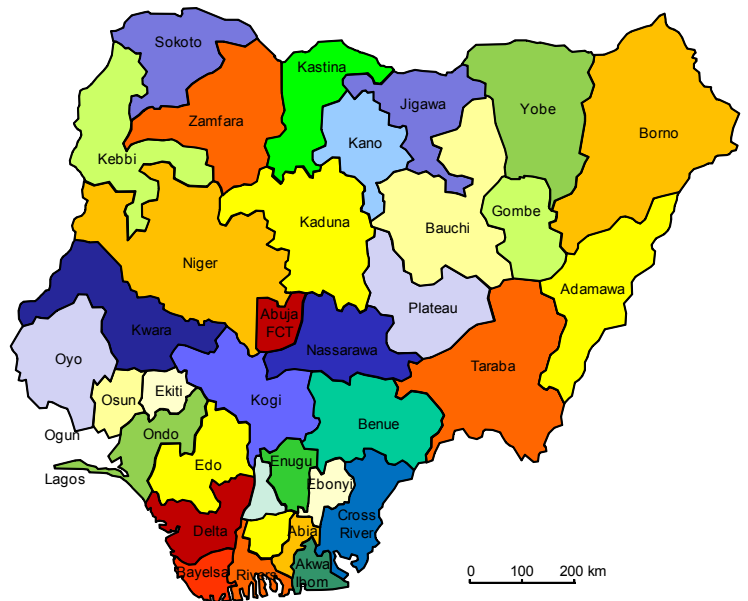 Sokoto
Kastina
Jigawa
Yobe
Borno
Zamfara
Kano
Kebbi
Gombe
Kaduna
Bauchi
Niger
Adamawa
Plateau
Abuja
FCT
Kwara
Nassarawa
Oyo
Taraba
Ekiti
Osun
Kogi
Benue
Ogun
Ondo
Edo
Enugu
Lagos
Ebonyi
Cross
River
Delta
Abia
Akwa
Ibom
Bayelsa
Rivers
0 100 200 km